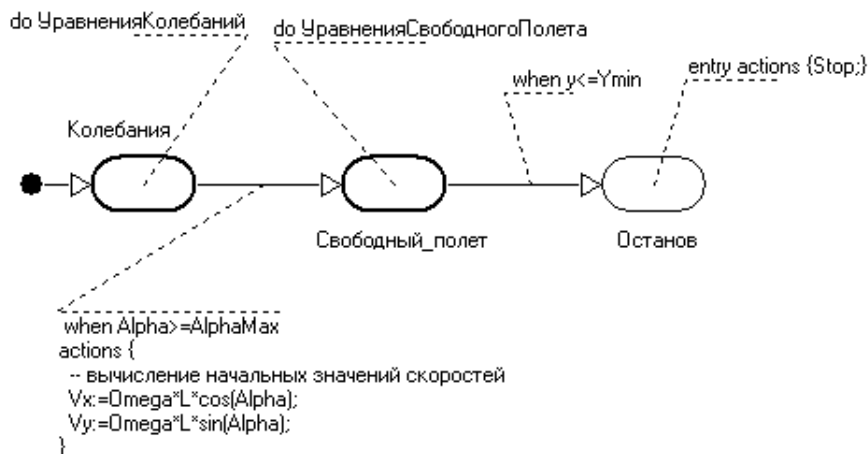 do УравненияКолебаний
do УравненияСвободногоПолета
when y<=Ymin
entry actions {Stop;}
Колебания
Свободный_полет
Останов
when Alpha>=AlphaMax
actions {
-- вычисление начальных значений скоростей
Vx:=Omega*L*cos(Alpha);
Vy:=Omega*L*sin(Alpha);
}